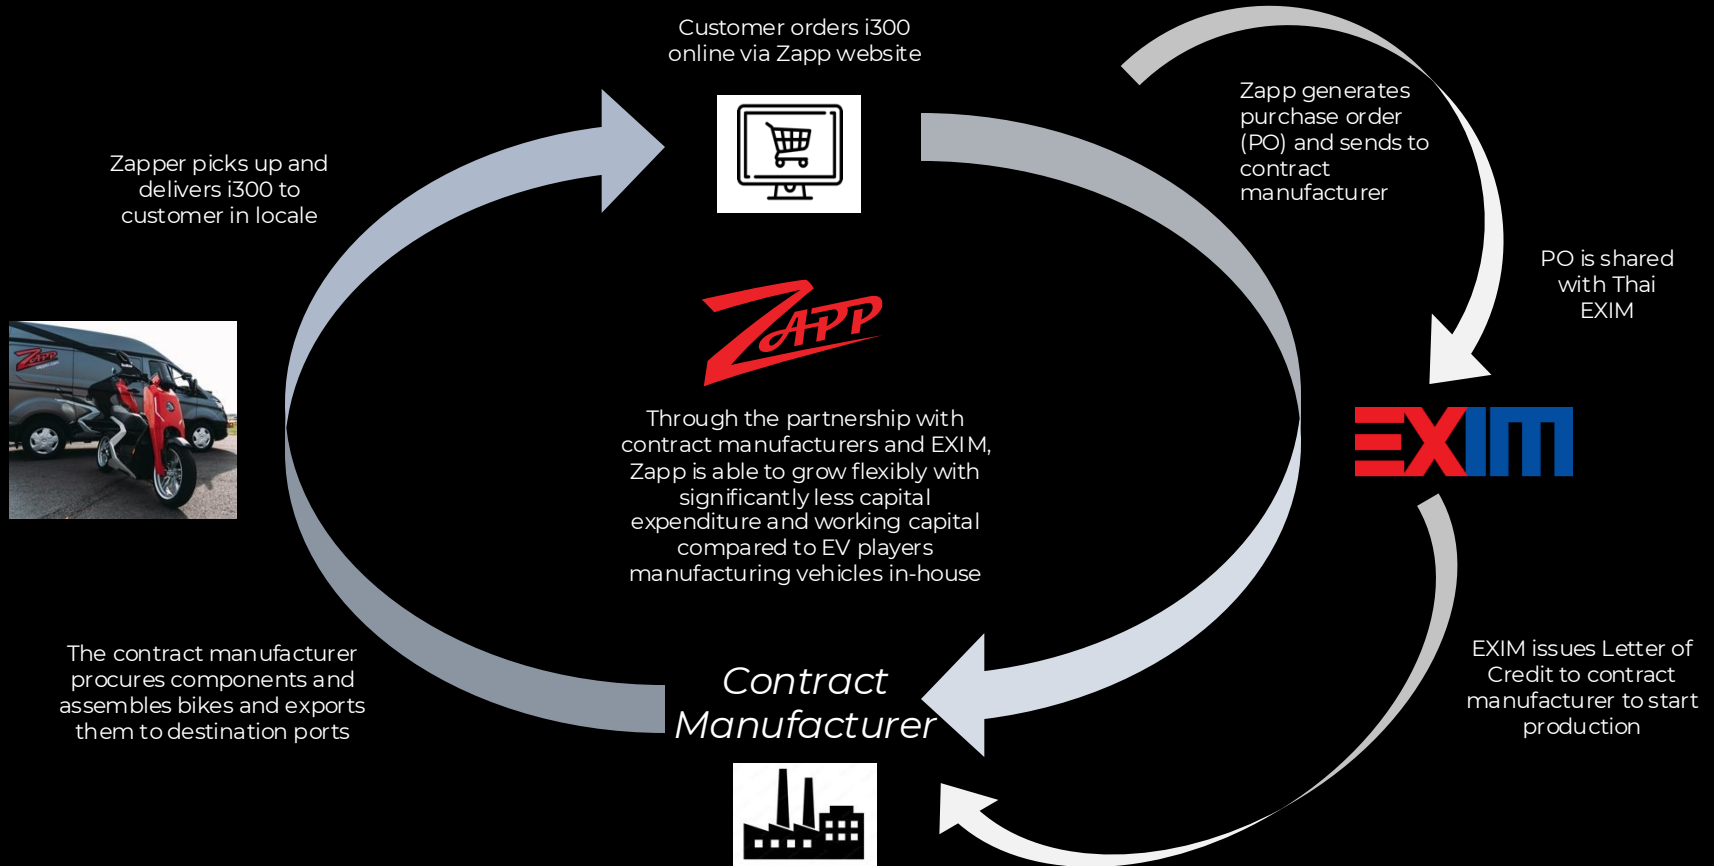 Customer orders i300
online via Zapp website
Zapp generates
purchase order
(PO) and sends to
contract
manufacturer
PO is shared
with Thai
EXIM
EXIM
EXIM issues Letter of
Credit to contract
manufacturer to start
production
Contract
Manufacturer
The contract manufacturer
procures components and
assembles bikes and exports
them to destination ports
ZAPP
Zapper picks up and
delivers i300 to
customer in locale
ZAPP
Through the partnership with
contract manufacturers and EXIM,
Zapp is able to grow flexibly with
significantly less capital
expenditure and working capital
compared to EV players
manufacturing vehicles in-house